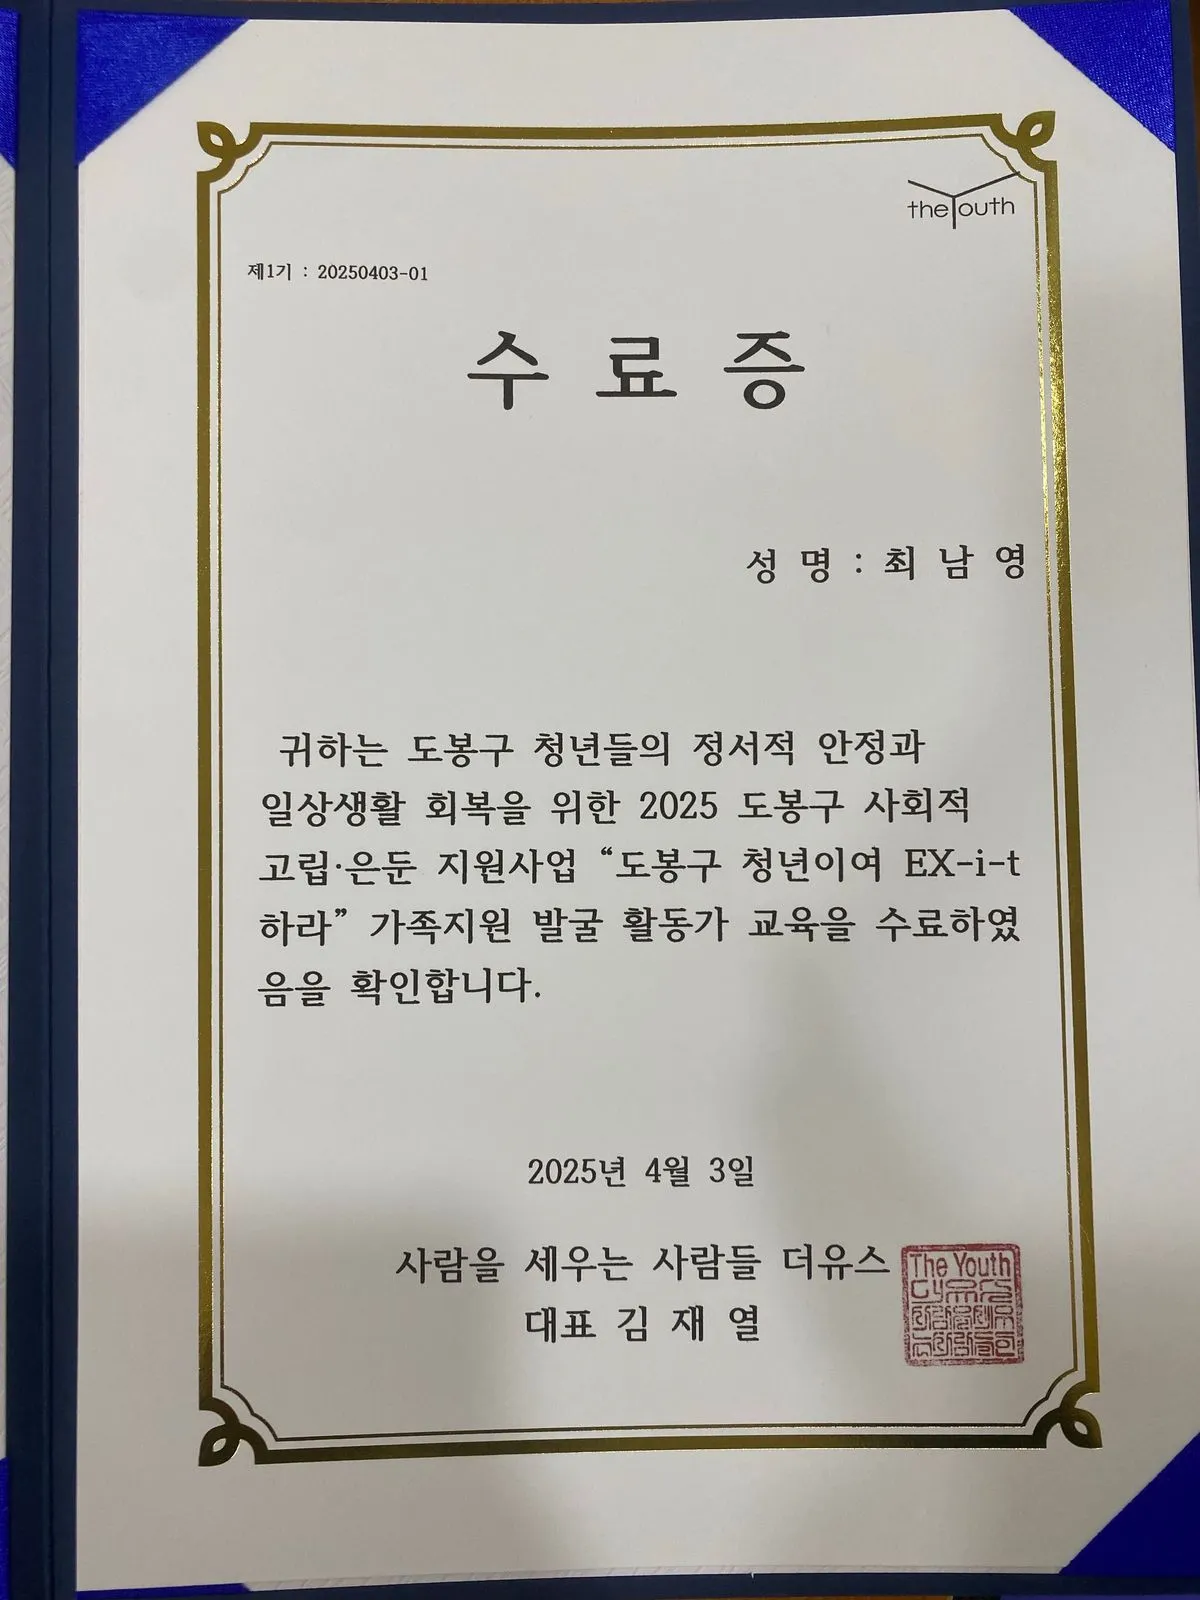 theYouth
제1기 : 20250403-01
수 료 증
성 명 : 최 남 영
귀하는 도봉구 청년들의 정서적 안정과
일상생활 회복을 위한 2025 도봉구 사회적
고립·은둔 지원사업 “도봉구 청년이여 EX-i-t
하라” 가족지원 발굴 활동가 교육을 수료하였
음을 확인합니다.
2025년 4월 3일
사람을 세우는 사람들 더유스
대표 김 재 열
The Youth